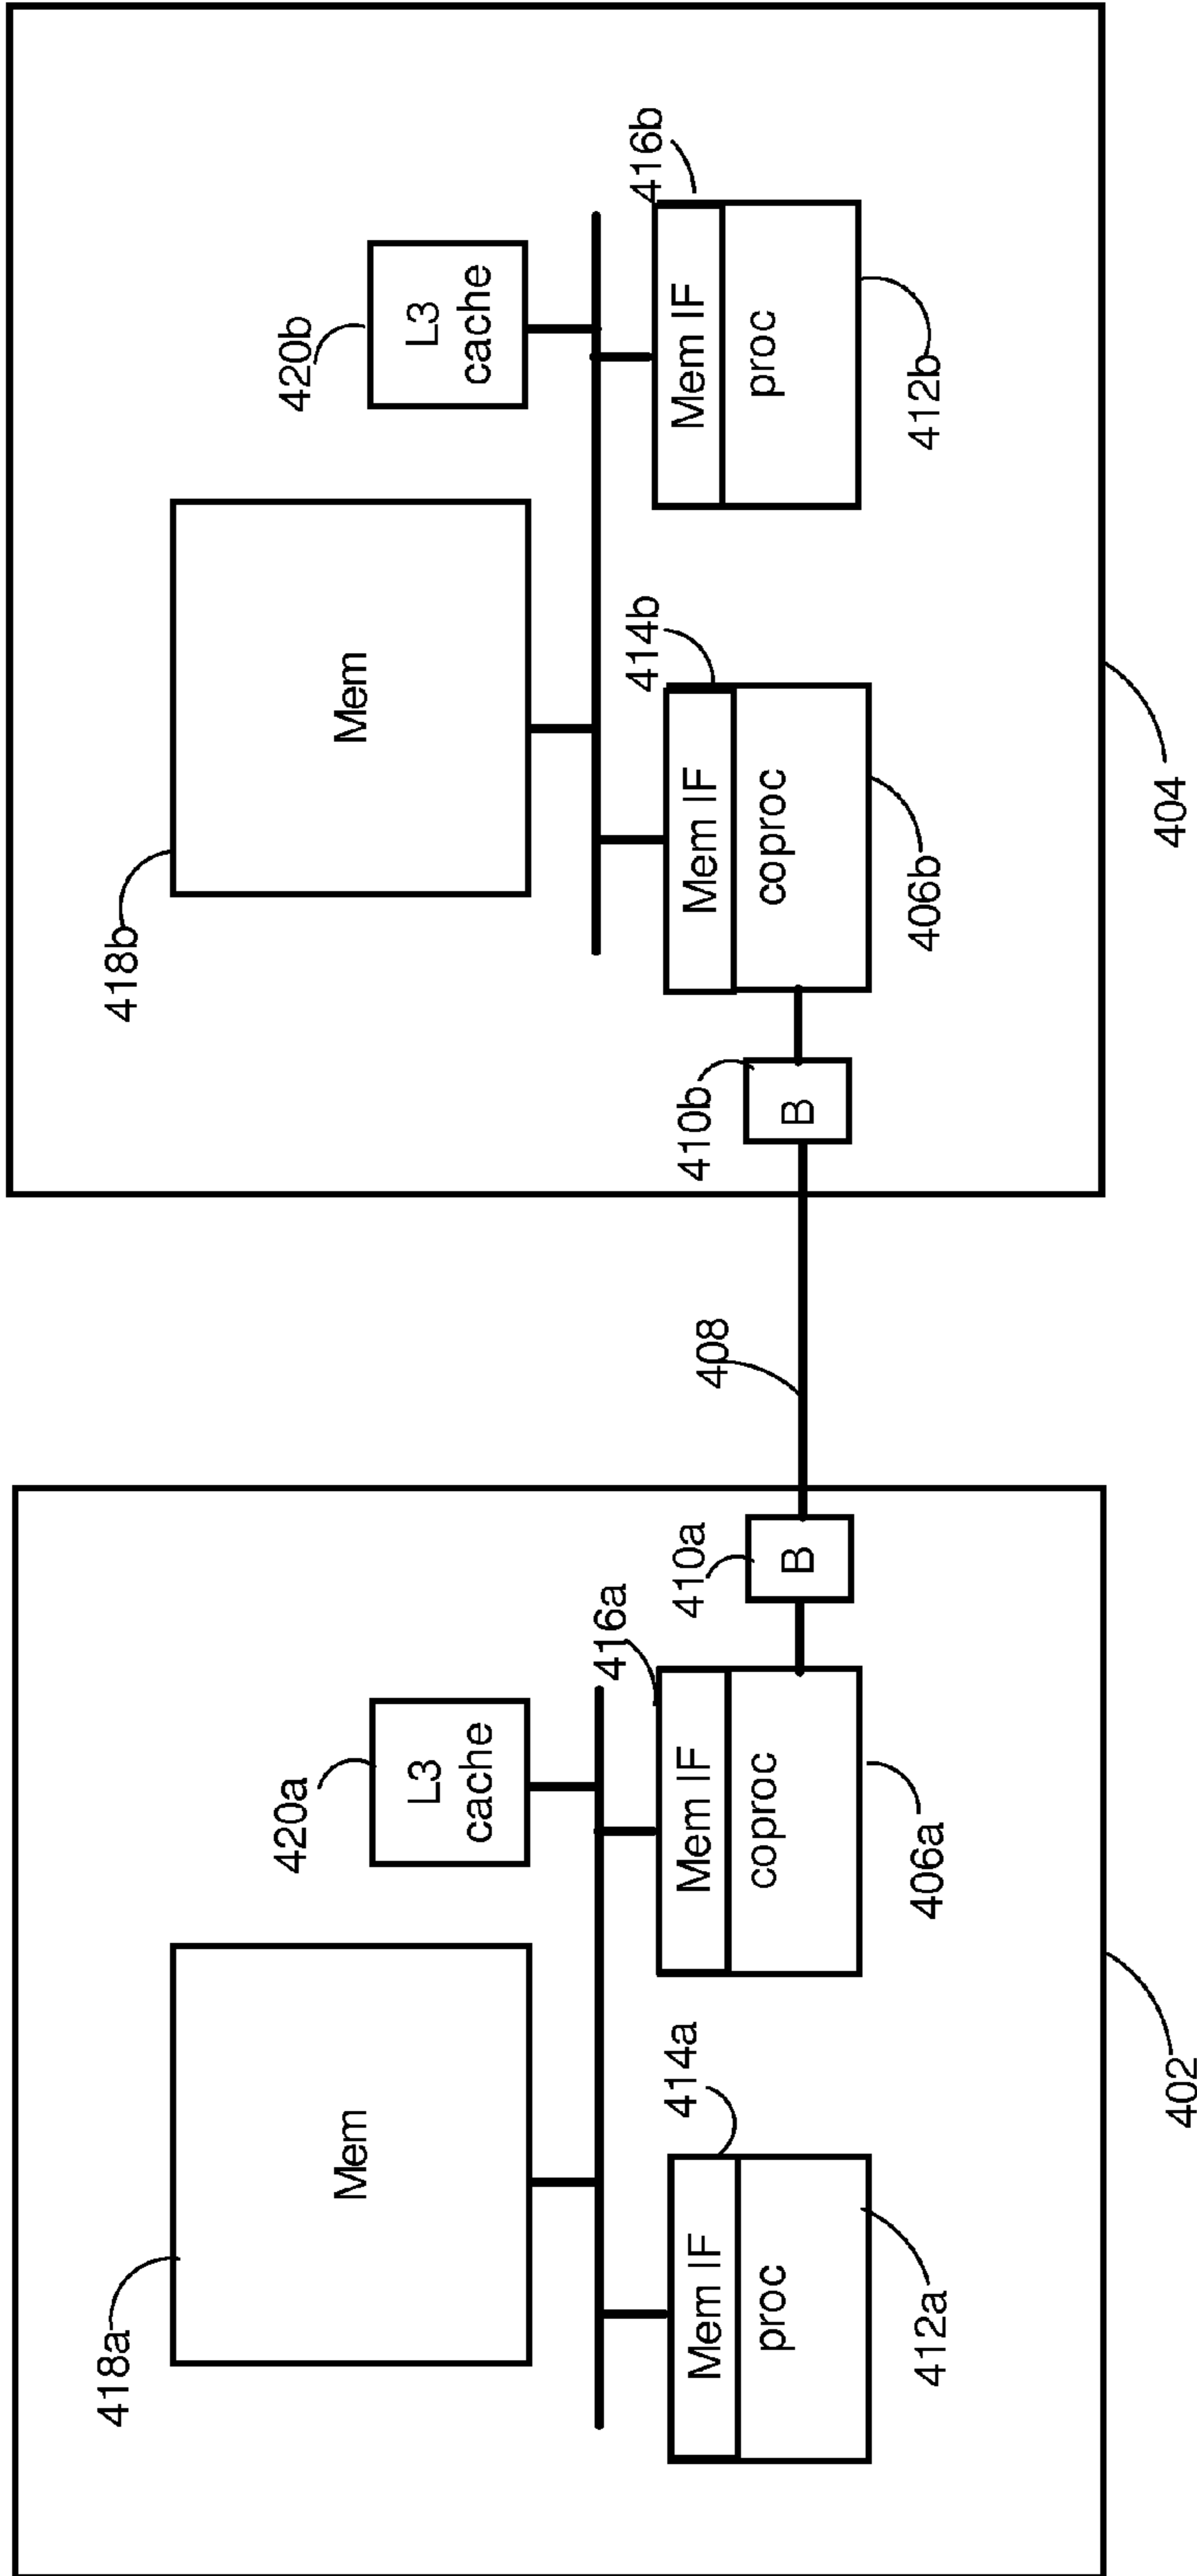 418a
Mem
420a
L3
cache
416a
414a
Mem IF
proc
412a
Mem IF
coproc
406a
410a
B
402
408
418b
Mem
420b
L3
cache
416b
414b
410b
B
Mem IF
coproc
406b
Mem IF
proc
412b
404